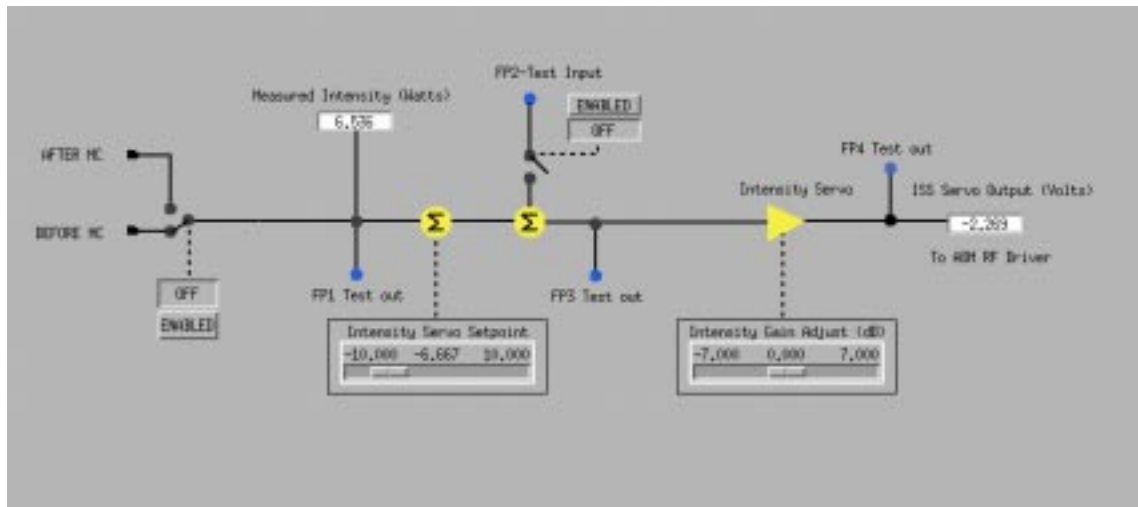 FP2-Test Input
Measured Intensity (Watts)
ENABLED
6.536
OFF
AFTER MC
FP4 Test out
Intensity Servo
ISS Servo Output (Volts)
BEFORE MC
-2.269
To AOM RF Driver
OFF
FP1 Test out
FP3 Test out
ENABLED
Intensity Servo Setpoint
-10.000 -6.667 10.000
Intensity Gain Adjust (dB)
-7.000 0.000 7.000
Σ
Σ